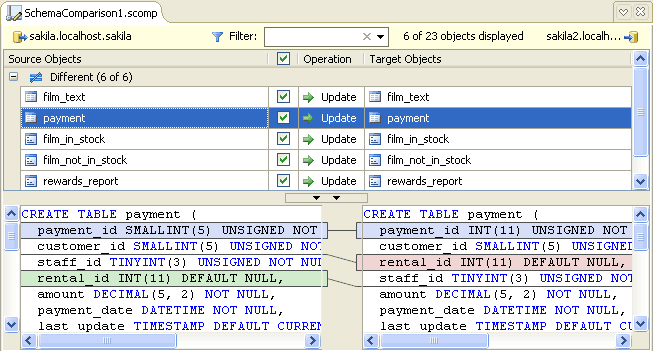 SchemaComparison1.scomp
sakila.localhost.sakila Filter: 6 of 23 objects displayed sakila2.localh...
Source Objects Operation Target Objects
Different (6 of 6)
film_text Update film_text
payment Update payment
film_in_stock Update film_in_stock
film_not_in_stock Update film_not_in_stock
rewards_report Update rewards_report
CREATE TABLE payment ( CREATE TABLE payment (
payment_id SMALLINT(5) UNSIGNED NOT payment_id INT(11) UNSIGNED NOT
customer_id SMALLINT(5) UNSIGNED NOT customer_id SMALLINT(5) UNSIGNED
staff_id TINYINT(3) UNSIGNED NOT NUL rental_id INT(11) DEFAULT NULL,
rental_id INT(11) DEFAULT NULL, staff_id TINYINT(3) UNSIGNED NOT
amount DECIMAL(5, 2) NOT NULL, amount DECIMAL(5, 2) NOT NULL,
payment_date DATETIME NOT NULL, payment_date DATETIME NOT NULL,
last_update TIMESTAMP DEFAULT CURREN last_update TIMESTAMP DEFAULT CU